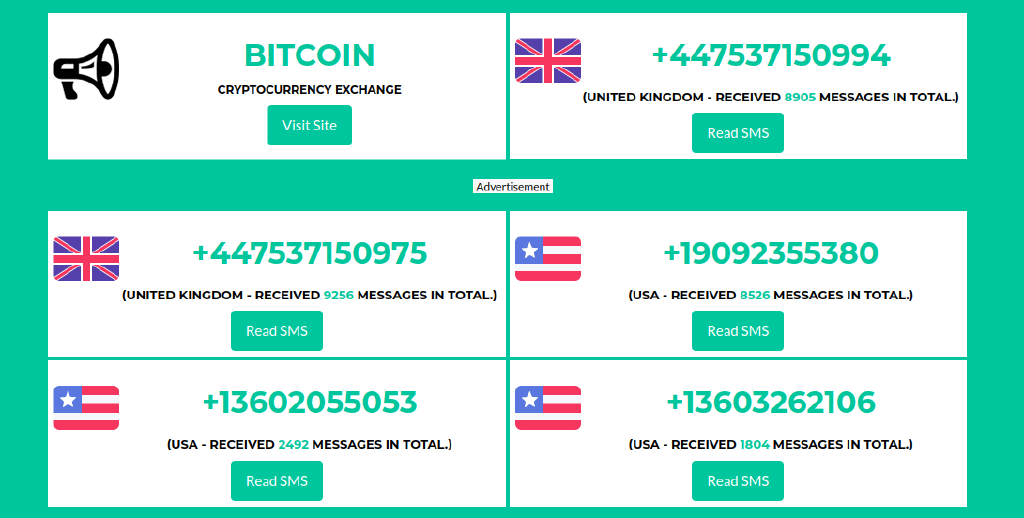 BITCOIN
CRYPTOCURRENCY EXCHANGE
Visit Site
+447537150994
(UNITED KINGDOM - RECEIVED 8905 MESSAGES IN TOTAL.)
Read SMS
Advertisement
+447537150975
(UNITED KINGDOM - RECEIVED 9256 MESSAGES IN TOTAL.)
Read SMS
+19092355380
(USA - RECEIVED 8526 MESSAGES IN TOTAL.)
Read SMS
+13602055053
(USA - RECEIVED 2492 MESSAGES IN TOTAL.)
Read SMS
+13603262106
(USA - RECEIVED 1804 MESSAGES IN TOTAL.)
Read SMS